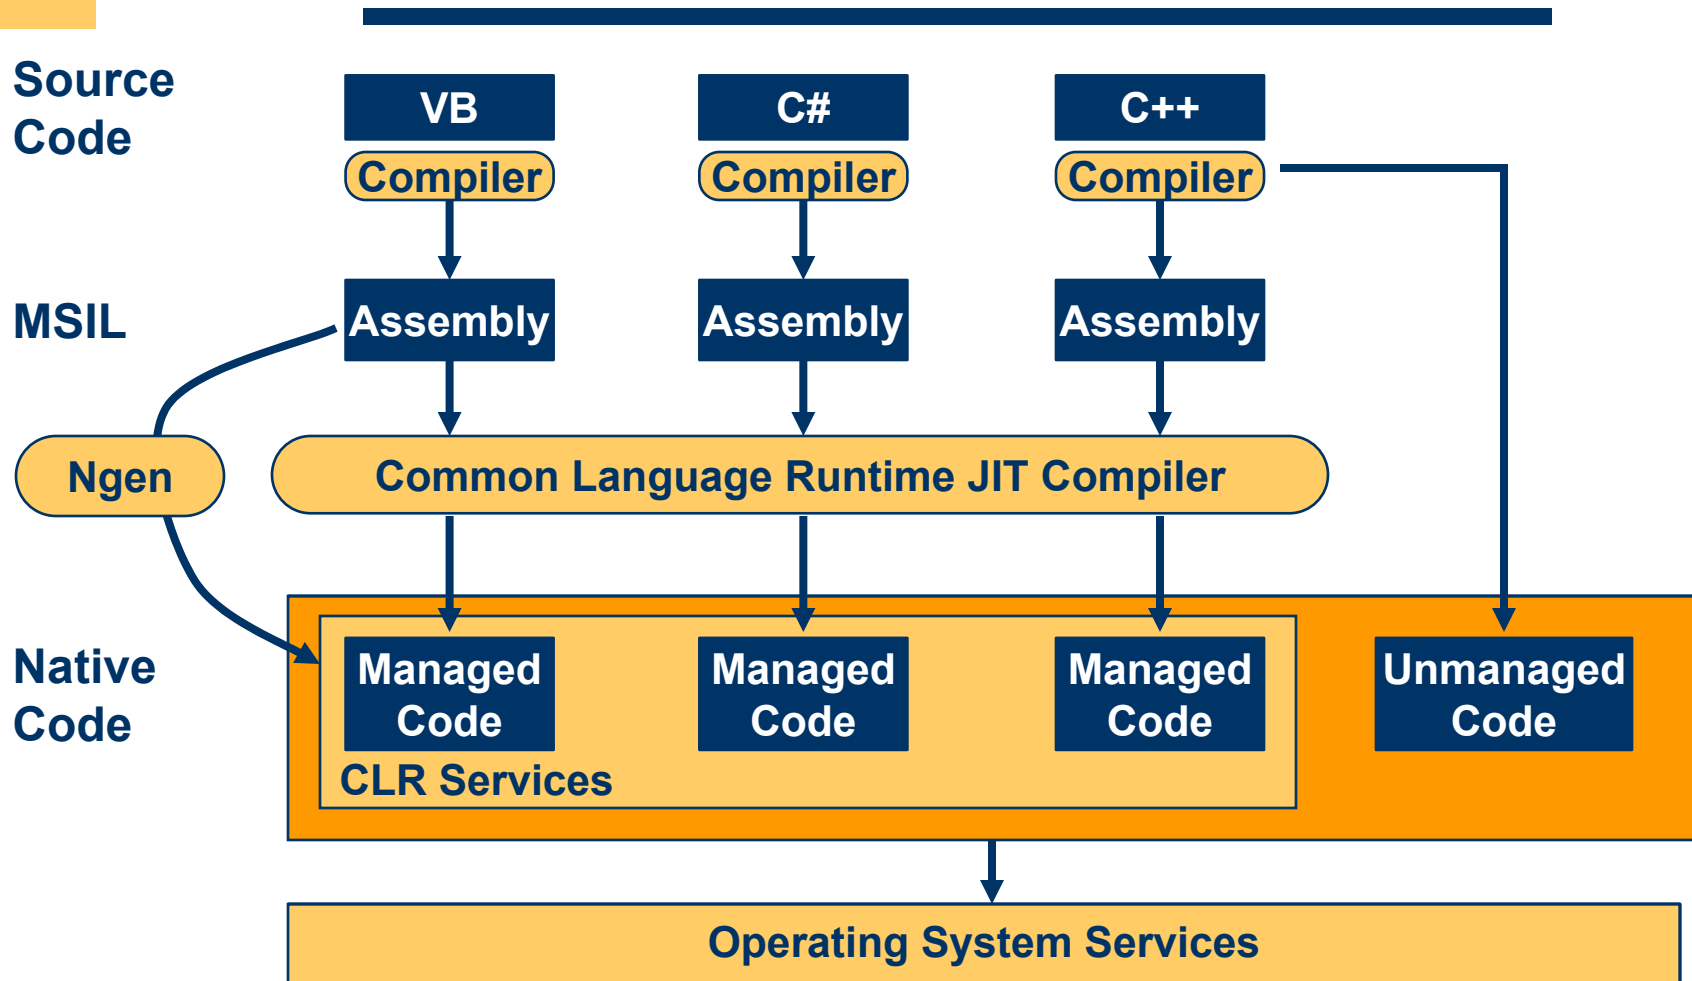 Source
Code
VB
C#
C++
Compiler
Compiler
Compiler
MSIL
Assembly
Assembly
Assembly
Ngen
Common Language Runtime JIT Compiler
Native
Code
Managed
Code
Managed
Code
Managed
Code
Unmanaged
Code
CLR Services
Operating System Services